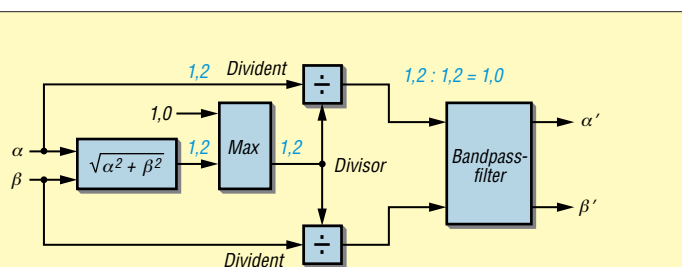 1,2 Divident
÷
1,2 : 1,2 = 1,0
1,0
α
β
√α² + β²
1,2
Max
1,2
Divisor
Bandpass-
filter
α′
β′
Divident
÷